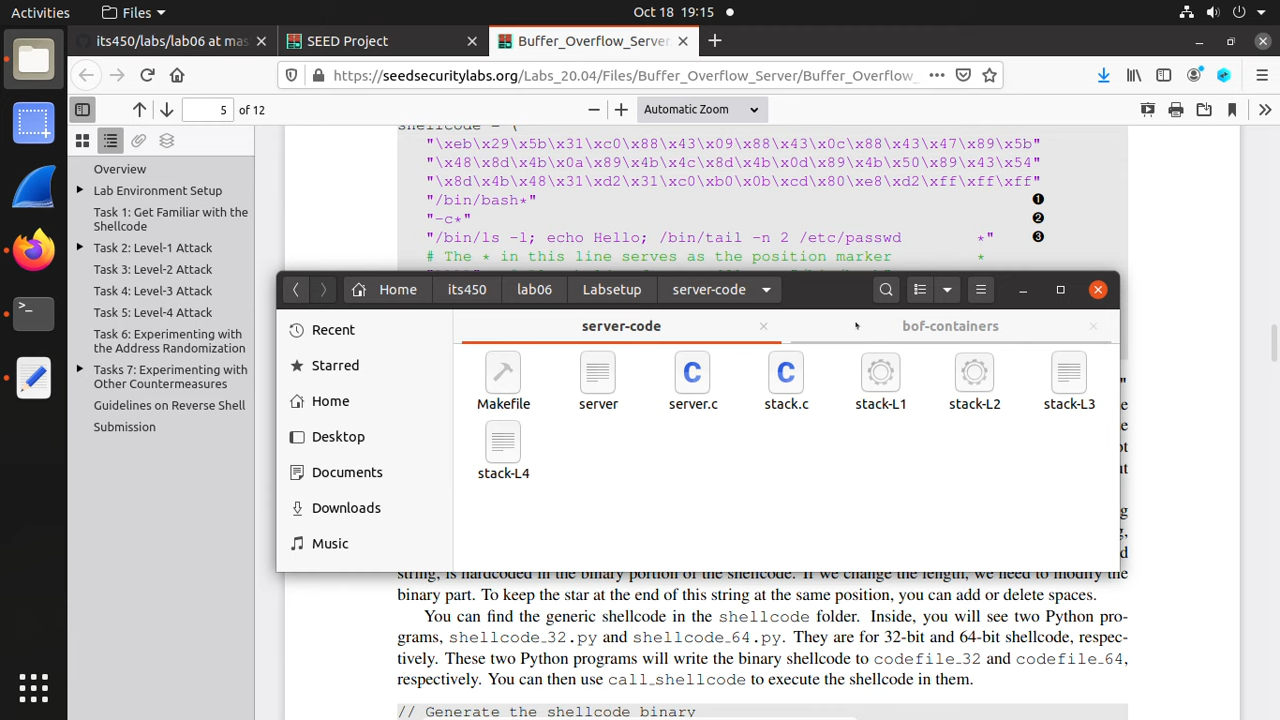 Activities
Files
Oct 18 19:15
its450/labs/lab06 at mas
SEED Project
Buffer_Overflow_Server
https://seedsecuritylabs.org/Labs_20.04/Files/Buffer_Overflow_Server/Buffer_Overflow_
5 of 12
Automatic Zoom
Overview
Lab Environment Setup
Task 1: Get Familiar with the
Shellcode
Task 2: Level-1 Attack
Task 3: Level-2 Attack
Task 4: Level-3 Attack
Task 5: Level-4 Attack
Task 6: Experimenting with
the Address Randomization
Tasks 7: Experimenting with
Other Countermeasures
Guidelines on Reverse Shell
Submission
shellcode = (
"\xeb\x29\x5b\x31\xc0\x88\x43\x09\x88\x43\x0c\x88\x43\x47\x89\x5b"
"\x48\x8d\x4b\x0a\x89\x4b\x4c\x8d\x4b\x0d\x89\x4b\x50\x89\x43\x54"
"\x8d\x4b\x48\x31\xd2\x31\xc0\xb0\x0b\xcd\x80\xe8\xd2\xff\xff\xff"
"/bin/bash*" 1
"-c*" 2
"/bin/ls -l; echo Hello; /bin/tail -n 2 /etc/passwd *" 3
# The * in this line serves as the position marker *
Home
its450
lab06
Labsetup
server-code
Recent
Starred
Home
Desktop
Documents
Downloads
Music
server-code
bof-containers
Makefile
server
server.c
stack.c
stack-L1
stack-L2
stack-L3
stack-L4
string, is hardcoded in the binary portion of the shellcode. If we change the length, we need to modify the
binary part. To keep the star at the end of this string at the same position, you can add or delete spaces.
You can find the generic shellcode in the shellcode folder. Inside, you will see two Python pro-
grams, shellcode_32.py and shellcode_64.py. They are for 32-bit and 64-bit shellcode, respec-
tively. These two Python programs will write the binary shellcode to codefile_32 and codefile_64,
respectively. You can then use call_shellcode to execute the shellcode in them.
// Generate the shellcode binary